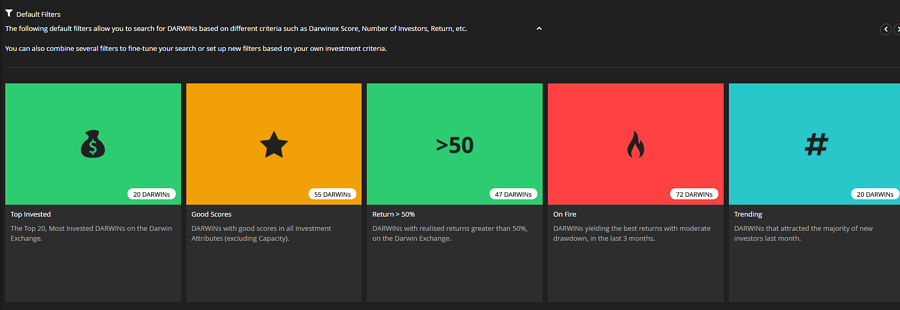 Default Filters
The following default filters allow you to search for DARWINs based on different criteria such as Darwinex Score, Number of Investors, Return, etc.
You can also combine several filters to fine-tune your search or set up new filters based on your own investment criteria.
$
20 DARWINs
Top Invested
The Top 20, Most Invested DARWINs on the Darwin
Exchange.
55 DARWINs
Good Scores
DARWINs with good scores in all Investment
Attributes (excluding Capacity).
>50
47 DARWINs
Return > 50%
DARWINs with realised returns greater than 50%,
on the Darwin Exchange.
72 DARWINs
On Fire
DARWINs yielding the best returns with moderate
drawdown, in the last 3 months.
#
20 DARWINs
Trending
DARWINs that attracted the majority of new
investors last month.